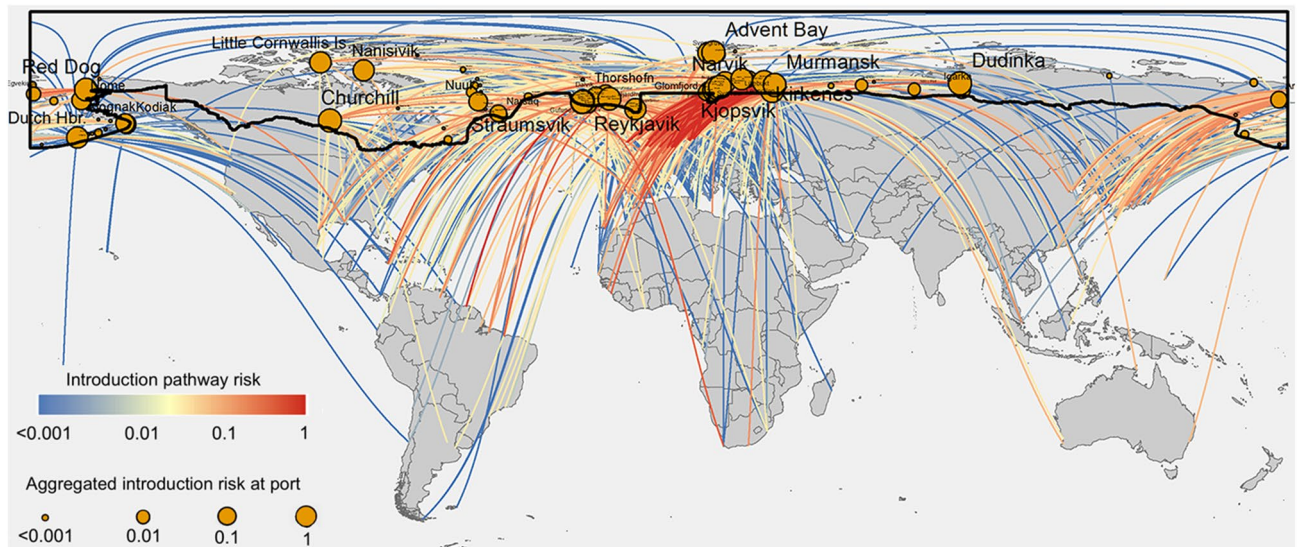 Advent Bay
Little Cornwallis Is.
Nanisivik
Narvik
Murmansk
Dudinka
Red Dog
Nome
Nuuk
Thorshofn
Glomfjord
Igarka
Churchill
Kodiak
Dutch Hbr.
Straumsvik
Reykjavik
Kjopsvik
Kirkenes
Introduction pathway risk
<0.001 0.01 0.1 1
Aggregated introduction risk at port
<0.001 0.01 0.1 1